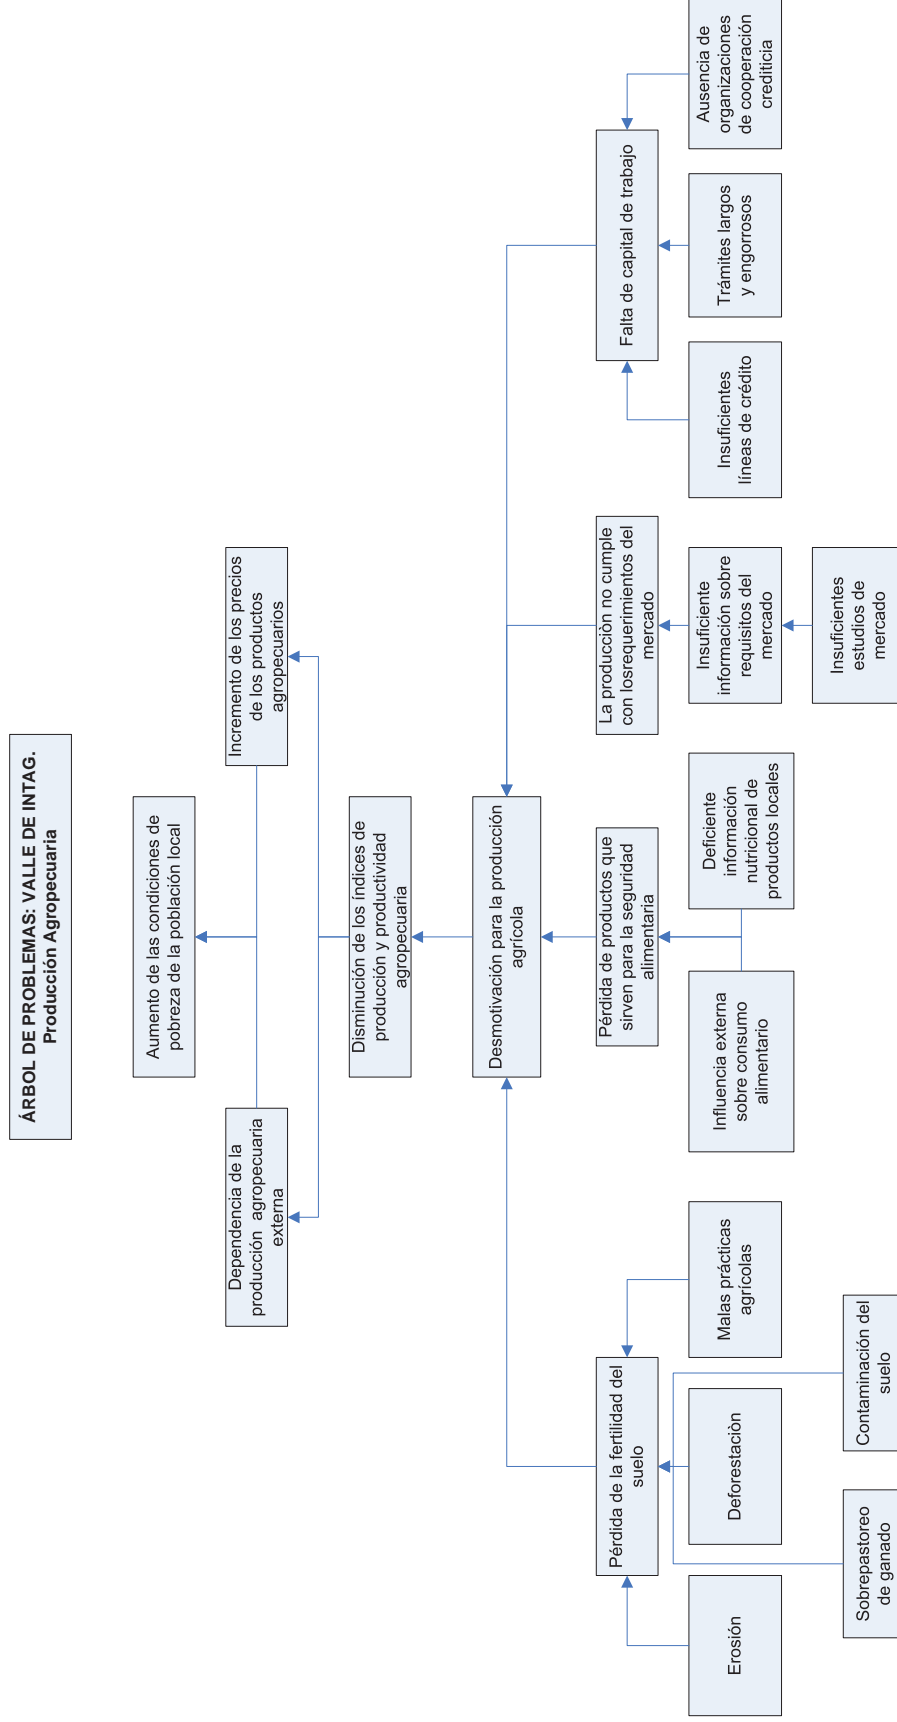 ÁRBOL DE PROBLEMAS: VALLE DE INTAG.
Producción Agropecuaria
Aumento de las condiciones de
pobreza de la población local
Dependencia de la
producción agropecuaria
externa
Incremento de los precios
de los productos
agropecuarios
Disminución de los índices de
producción y productividad
agropecuaria
Desmotivación para la producción
agrícola
Pérdida de la fertilidad del
suelo
Pérdida de productos que
sirven para la seguridad
alimentaria
La producciòn no cumple
con losrequerimientos del
mercado
Falta de capital de trabajo
Erosión
Deforestaciòn
Malas prácticas
agrícolas
Influencia externa
sobre consumo
alimentario
Deficiente
información
nutricional de
productos locales
Insuficiente
información sobre
requisitos del
mercado
Insuficientes
líneas de crédito
Trámites largos
y engorrosos
Ausencia de
organizaciones
de cooperación
crediticia
Sobrepastoreo
de ganado
Contaminación del
suelo
Insuficientes
estudios de
mercado